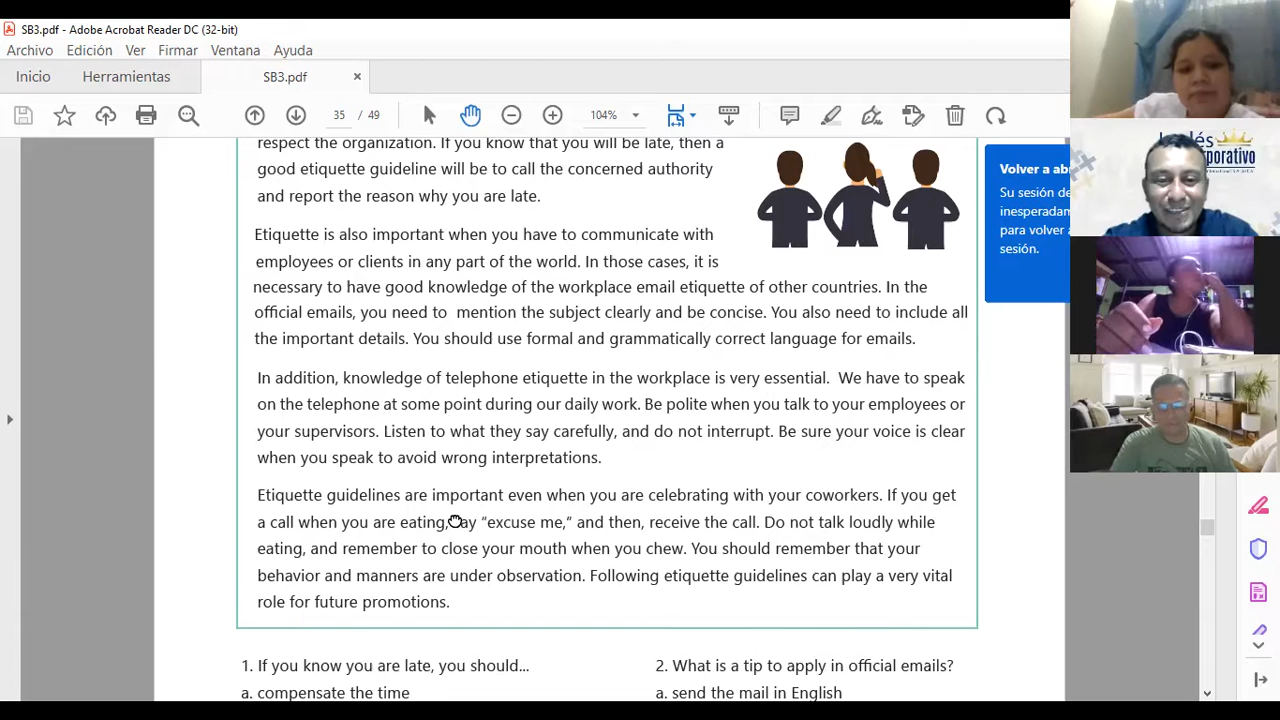 SB3.pdf - Adobe Acrobat Reader DC (32-bit)
Archivo Edición Ver Firmar Ventana Ayuda
Inicio Herramientas SB3.pdf ×
35 / 49 104%
respect the organization. If you know that you will be late, then a
good etiquette guideline will be to call the concerned authority
and report the reason why you are late.
Etiquette is also important when you have to communicate with
employees or clients in any part of the world. In those cases, it is
necessary to have good knowledge of the workplace email etiquette of other countries. In the
official emails, you need to mention the subject clearly and be concise. You also need to include all
the important details. You should use formal and grammatically correct language for emails.
In addition, knowledge of telephone etiquette in the workplace is very essential. We have to speak
on the telephone at some point during our daily work. Be polite when you talk to your employees or
your supervisors. Listen to what they say carefully, and do not interrupt. Be sure your voice is clear
when you speak to avoid wrong interpretations.
Etiquette guidelines are important even when you are celebrating with your coworkers. If you get
a call when you are eating, say “excuse me,” and then, receive the call. Do not talk loudly while
eating, and remember to close your mouth when you chew. You should remember that your
behavior and manners are under observation. Following etiquette guidelines can play a very vital
role for future promotions.
1. If you know you are late, you should...
a. compensate the time
2. What is a tip to apply in official emails?
a. send the mail in English
Volver a ab
Su sesión de
inesperadam
para volver a
sesión.